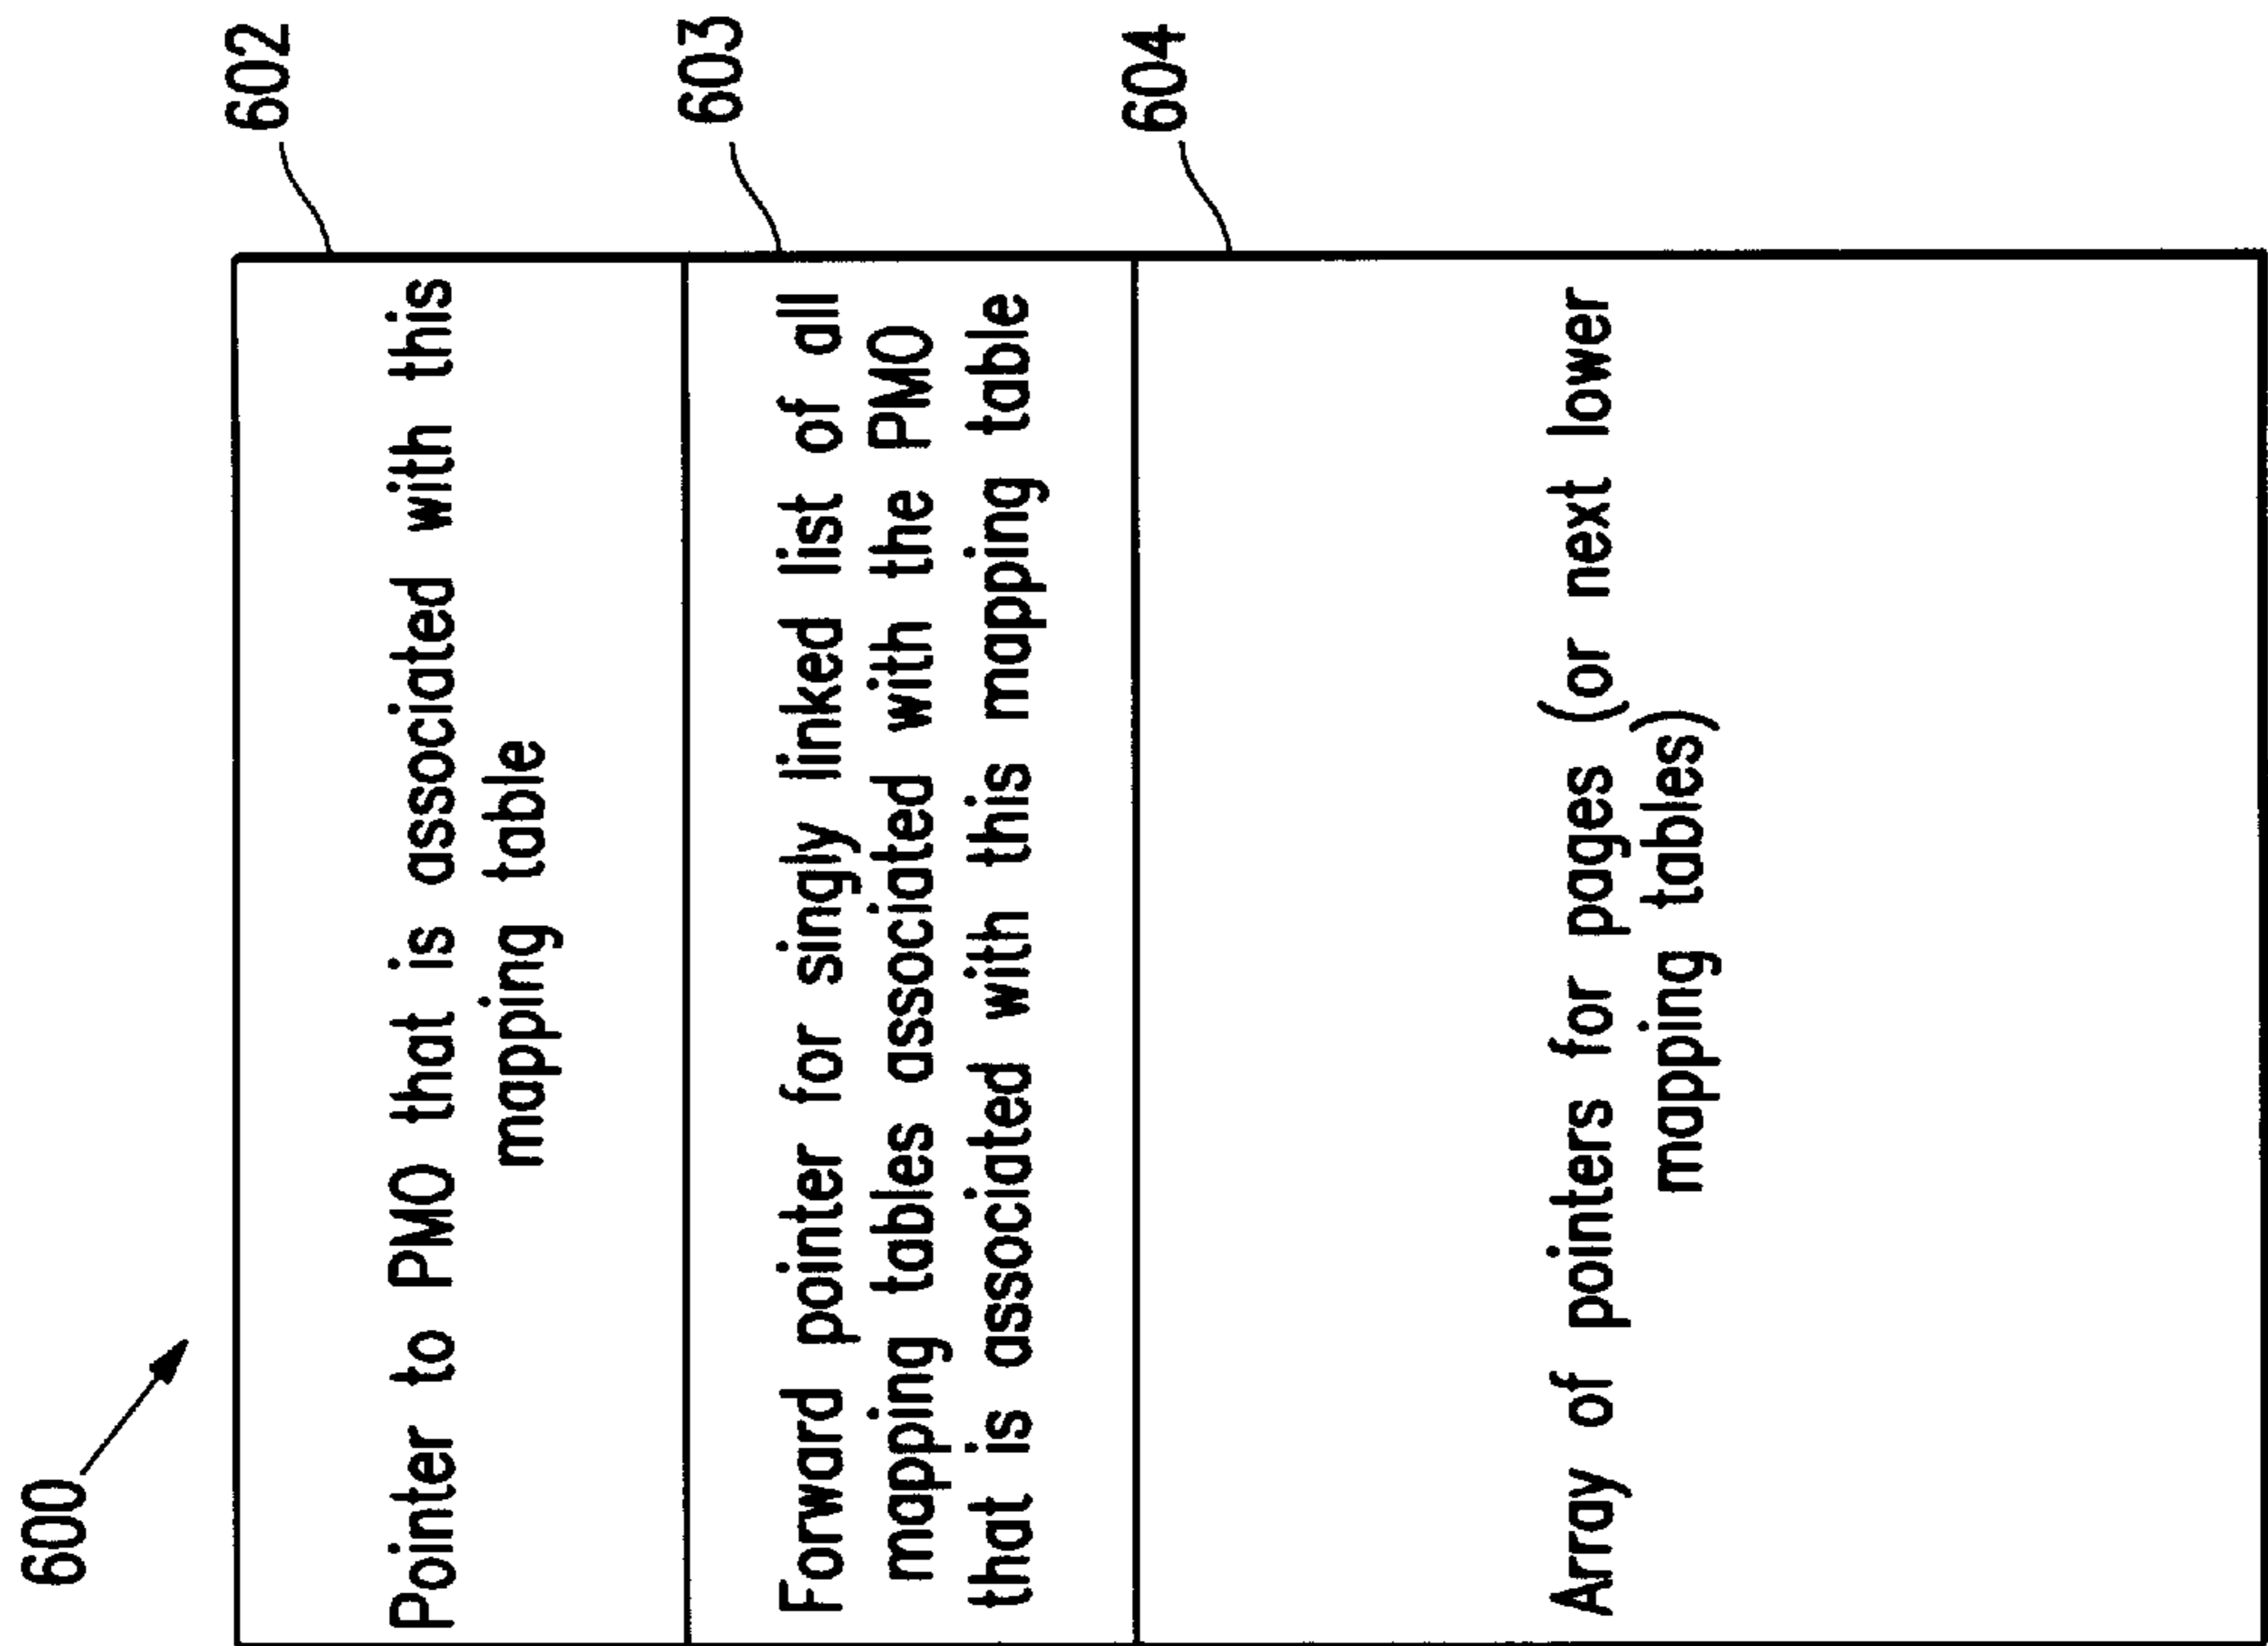 600
Pointer to PMO that is associated with this
mapping table
602
Forward pointer for singly linked list of all
mapping tables associated with the PMO
that is associated with this mapping table
603
Array of pointers for pages (or next lower
mapping tables)
604